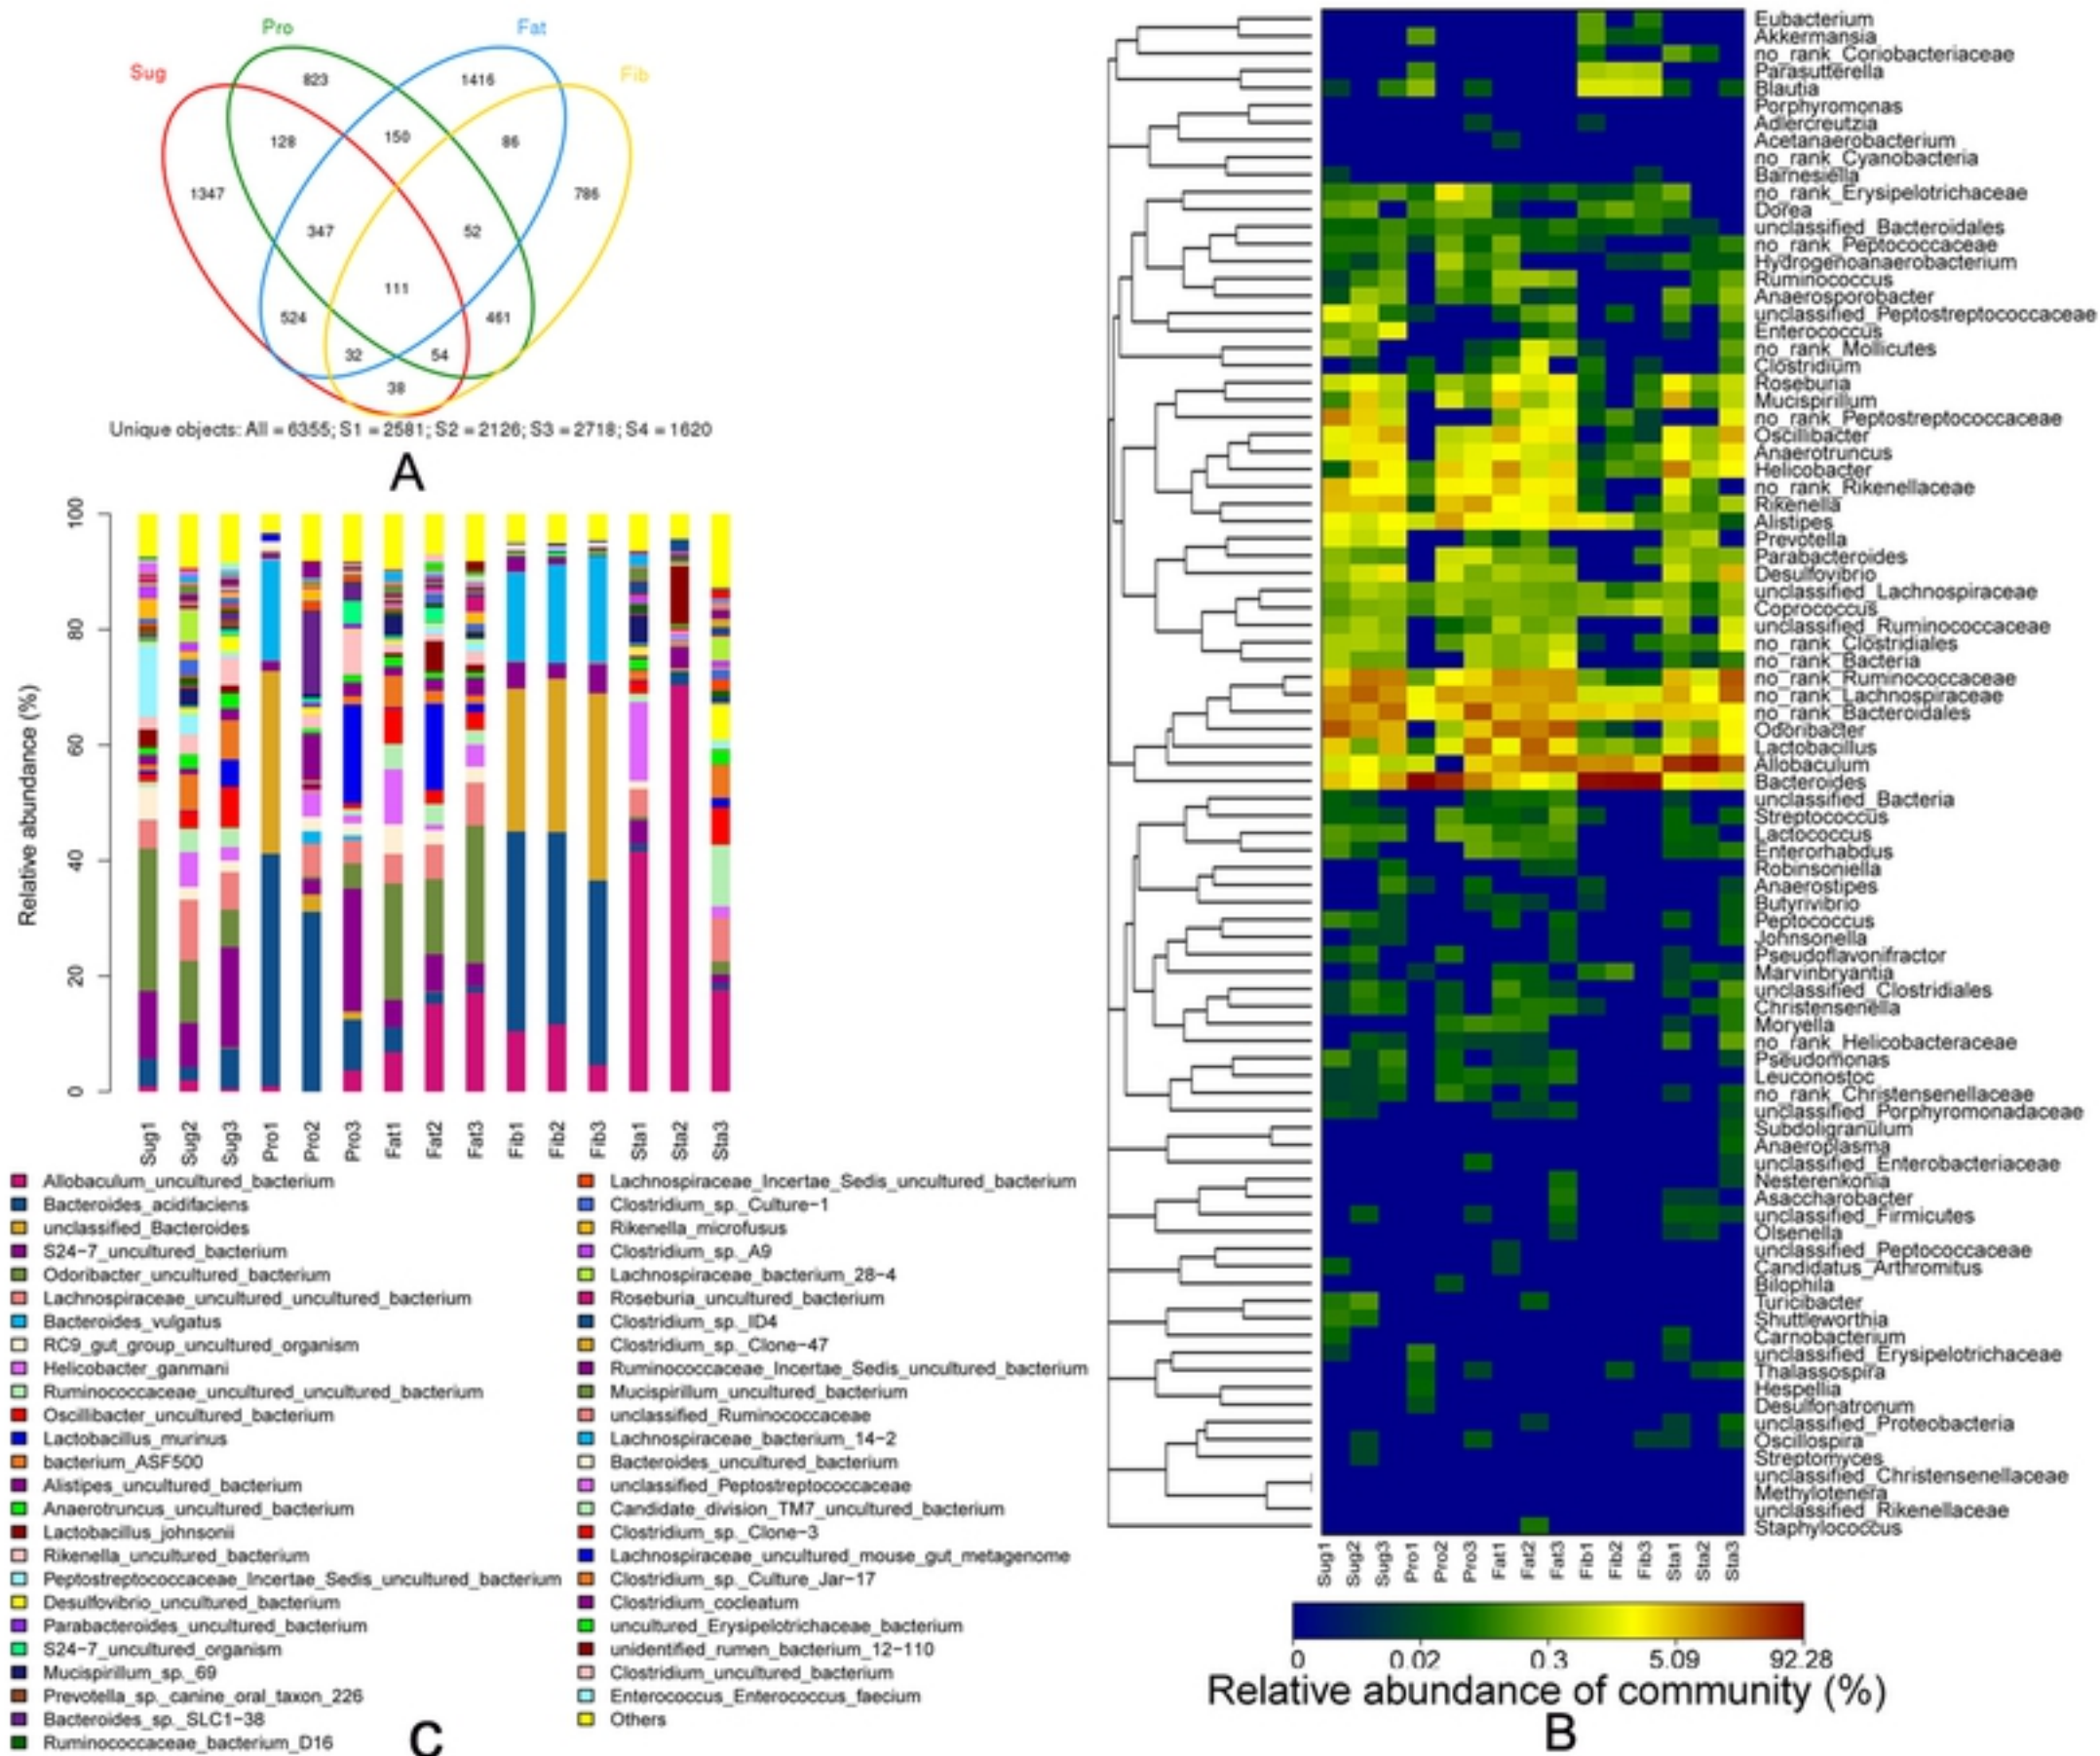 Pro
Fat
Sug
Fib
823
1416
128
150
86
1347
786
347
52
111
524
461
32
54
38
Unique objects: All = 6355; S1 = 2581; S2 = 2126; S3 = 2718; S4 = 1620
A
Relative abundance (%)
100
80
60
40
20
0
Sug1
Sug2
Sug3
Pro1
Pro2
Pro3
Fat1
Fat2
Fat3
Fib1
Fib2
Fib3
Sta1
Sta2
Sta3
Allobaculum_uncultured_bacterium
Bacteroides_acidifaciens
unclassified_Bacteroides
S24-7_uncultured_bacterium
Odoribacter_uncultured_bacterium
Lachnospiraceae_uncultured_uncultured_bacterium
Bacteroides_vulgatus
RC9_gut_group_uncultured_organism
Helicobacter_ganmani
Ruminococcaceae_uncultured_uncultured_bacterium
Oscillibacter_uncultured_bacterium
Lactobacillus_murinus
bacterium_ASF500
Alistipes_uncultured_bacterium
Anaerotruncus_uncultured_bacterium
Lactobacillus_johnsonii
Rikenella_uncultured_bacterium
Peptostreptococcaceae_Incertae_Sedis_uncultured_bacterium
Desulfovibrio_uncultured_bacterium
Parabacteroides_uncultured_bacterium
S24-7_uncultured_organism
Mucispirillum_sp._69
Prevotella_sp._canine_oral_taxon_226
Bacteroides_sp._SLC1-38
Ruminococcaceae_bacterium_D16
Lachnospiraceae_Incertae_Sedis_uncultured_bacterium
Clostridium_sp._Culture-1
Rikenella_microfusus
Clostridium_sp._A9
Lachnospiraceae_bacterium_28-4
Roseburia_uncultured_bacterium
Clostridium_sp._ID4
Clostridium_sp._Clone-47
Ruminococcaceae_Incertae_Sedis_uncultured_bacterium
Mucispirillum_uncultured_bacterium
unclassified_Ruminococcaceae
Lachnospiraceae_bacterium_14-2
Bacteroides_uncultured_bacterium
unclassified_Peptostreptococcaceae
Candidate_division_TM7_uncultured_bacterium
Clostridium_sp._Clone-3
Lachnospiraceae_uncultured_mouse_gut_metagenome
Clostridium_sp._Culture_Jar-17
Clostridium_cocleatum
uncultured_Erysipelotrichaceae_bacterium
unidentified_rumen_bacterium_12-110
Clostridium_uncultured_bacterium
Enterococcus_Enterococcus_faecium
Others
C
Eubacterium
Akkermansia
no_rank_Coriobacteriaceae
Parasutterella
Blautia
Porphyromonas
Adlercreutzia
Acetanaerobacterium
no_rank_Cyanobacteria
Barnesiella
no_rank_Erysipelotrichaceae
Dorea
unclassified_Bacteroidales
no_rank_Peptococcaceae
Hydrogenoanaerobacterium
Ruminococcus
Anaerosporobacter
unclassified_Peptostreptococcaceae
Enterococcus
no_rank_Mollicutes
Clostridium
Roseburia
Mucispirillum
no_rank_Peptostreptococcaceae
Oscillibacter
Anaerotruncus
Helicobacter
no_rank_Rikenellaceae
Rikenella
Alistipes
Prevotella
Parabacteroides
Desulfovibrio
unclassified_Lachnospiraceae
Coprococcus
unclassified_Ruminococcaceae
no_rank_Clostridiales
no_rank_Bacteria
no_rank_Ruminococcaceae
no_rank_Lachnospiraceae
no_rank_Bacteroidales
Odoribacter
Lactobacillus
Allobaculum
Bacteroides
unclassified_Bacteria
Streptococcus
Lactococcus
Enterorhabdus
Robinsoniella
Anaerostipes
Butyrivibrio
Peptococcus
Johnsonella
Pseudoflavonifractor
Marvinbryantia
unclassified_Clostridiales
Christensenella
Moryella
no_rank_Helicobacteraceae
Pseudomonas
Leuconostoc
no_rank_Christensenellaceae
unclassified_Porphyromonadaceae
Subdoligranulum
Anaeroplasma
unclassified_Enterobacteriaceae
Nesterenkonia
Asaccharobacter
unclassified_Firmicutes
Olsenella
unclassified_Peptococcaceae
Candidatus_Arthromitus
Bilophila
Turicibacter
Shuttleworthia
Carnobacterium
unclassified_Erysipelotrichaceae
Thalassospira
Hespellia
Desulfonatronum
unclassified_Proteobacteria
Oscillospira
Streptomyces
unclassified_Christensenellaceae
Methylotenera
unclassified_Rikenellaceae
Staphylococcus
Sug1
Sug2
Sug3
Pro1
Pro2
Pro3
Fat1
Fat2
Fat3
Fib1
Fib2
Fib3
Sta1
Sta2
Sta3
0
0.02
0.3
5.09
92.28
Relative abundance of community (%)
B